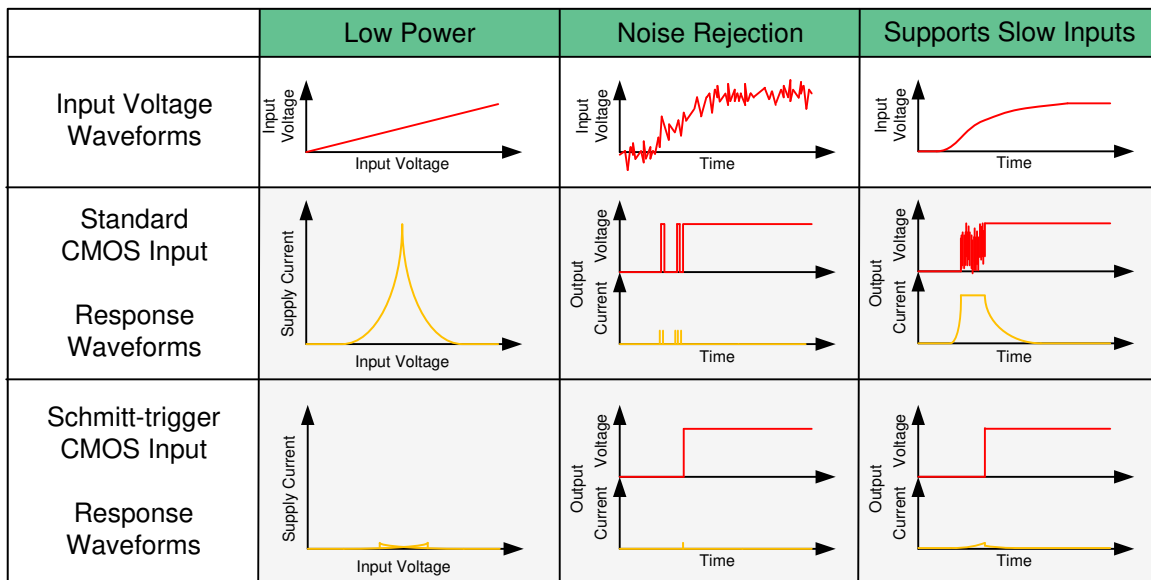 Low Power
Noise Rejection
Supports Slow Inputs
Input Voltage
Waveforms
Input
Voltage
Input Voltage
Input
Voltage
Time
Input
Voltage
Time
Standard
CMOS Input
Response
Waveforms
Supply Current
Input Voltage
Output
Voltage
Current
Time
Output
Voltage
Current
Time
Schmitt-trigger
CMOS Input
Response
Waveforms
Supply Current
Input Voltage
Output
Voltage
Current
Time
Output
Voltage
Current
Time